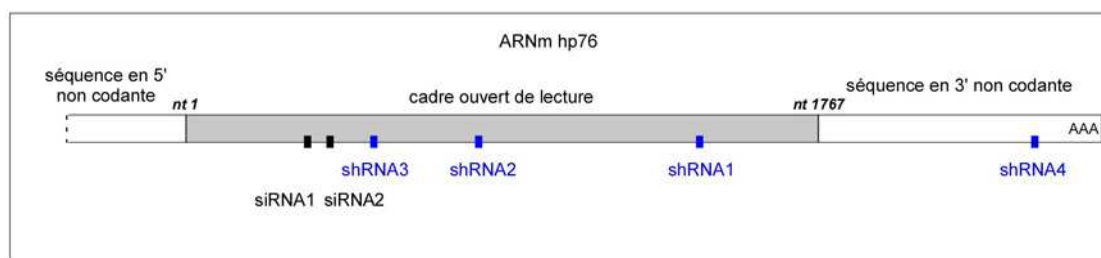 ARNm hp76
séquence en 5'
non codante
nt 1
cadre ouvert de lecture
nt 1767
séquence en 3' non codante
AAA
shRNA3
shRNA2
shRNA1
shRNA4
siRNA1
siRNA2